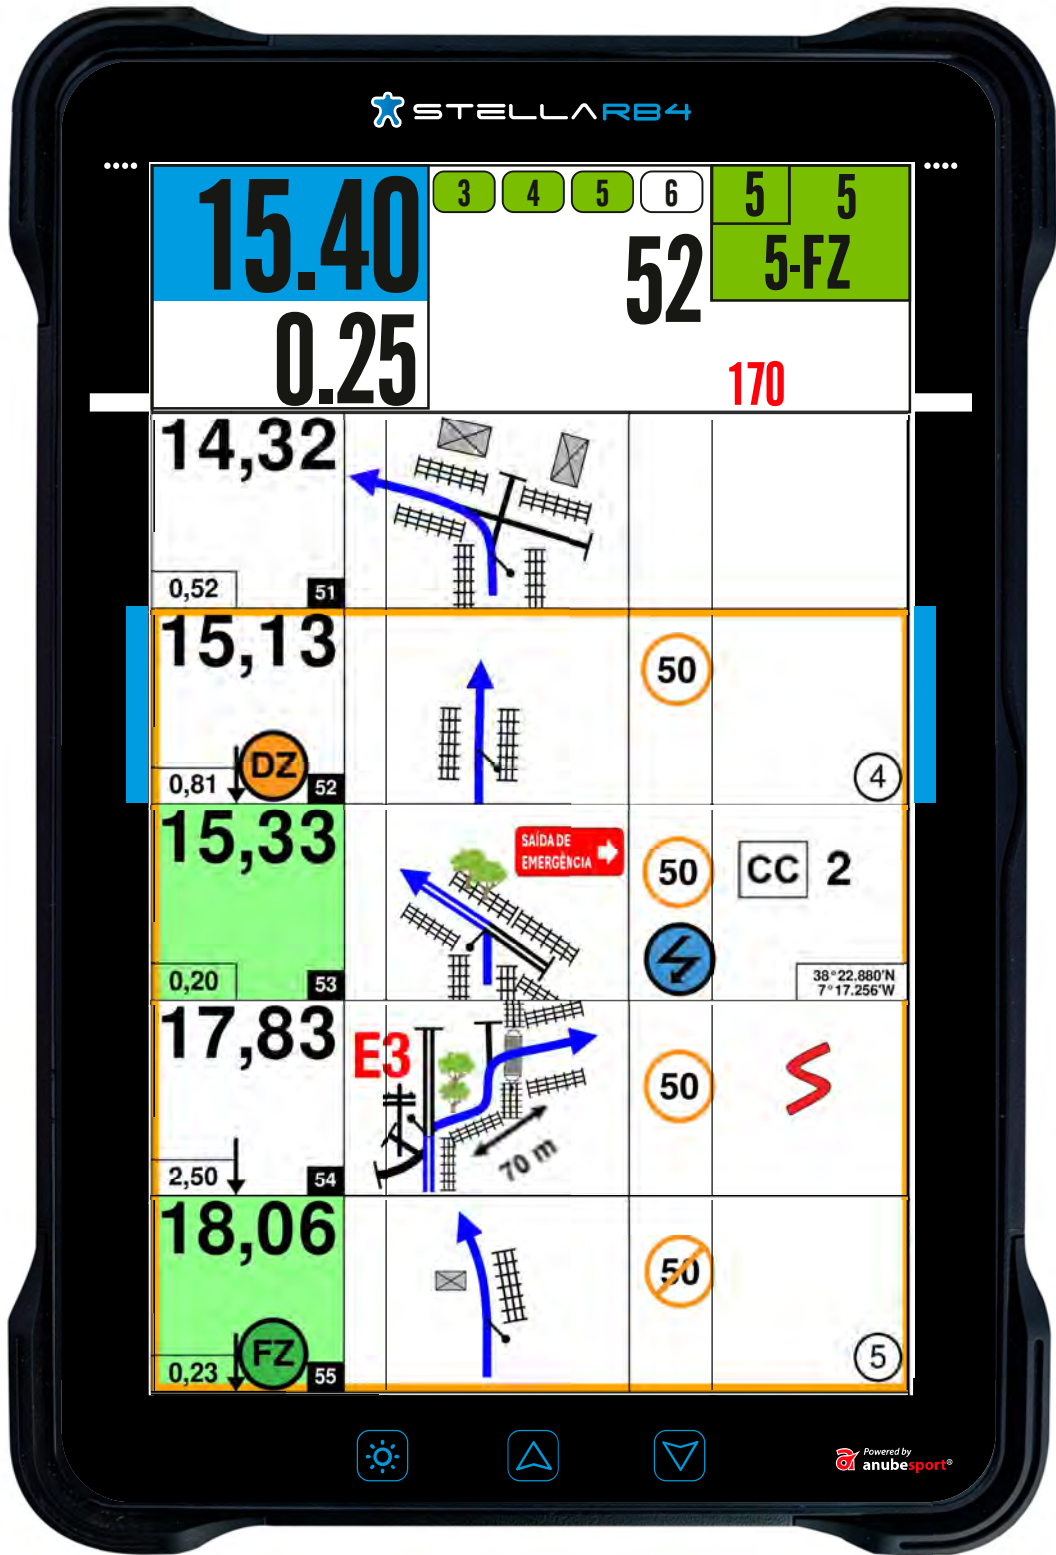 STELLARB4
15.40
3 4 5 6
5 5
5-FZ
52
0.25
170
14,32
0,52
51
15,13
50
DZ
0,81
52
4
15,33
SAÍDA DE
EMERGÊNCIA
50
CC 2
0,20
53
38°22.880'N
7°17.256'W
17,83
E3
50
70 m
2,50
54
18,06
50
FZ
0,23
55
5
Powered by
anubesport®